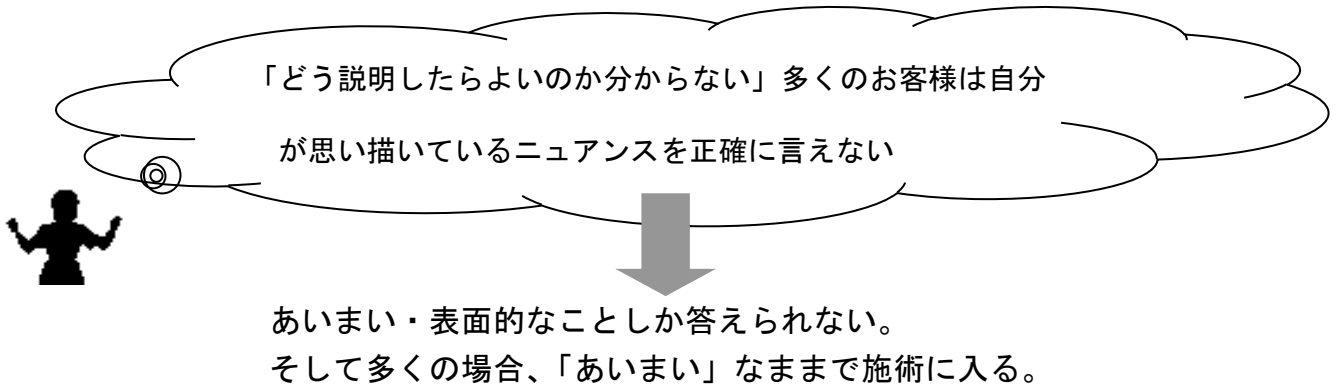 「どう説明したらよいのか分からない」多くのお客様は自分
が思い描いているニュアンスを正確に言えない
あいまい・表面的なことしか答えられない。
そして多くの場合、「あいまい」なままで施術に入る。